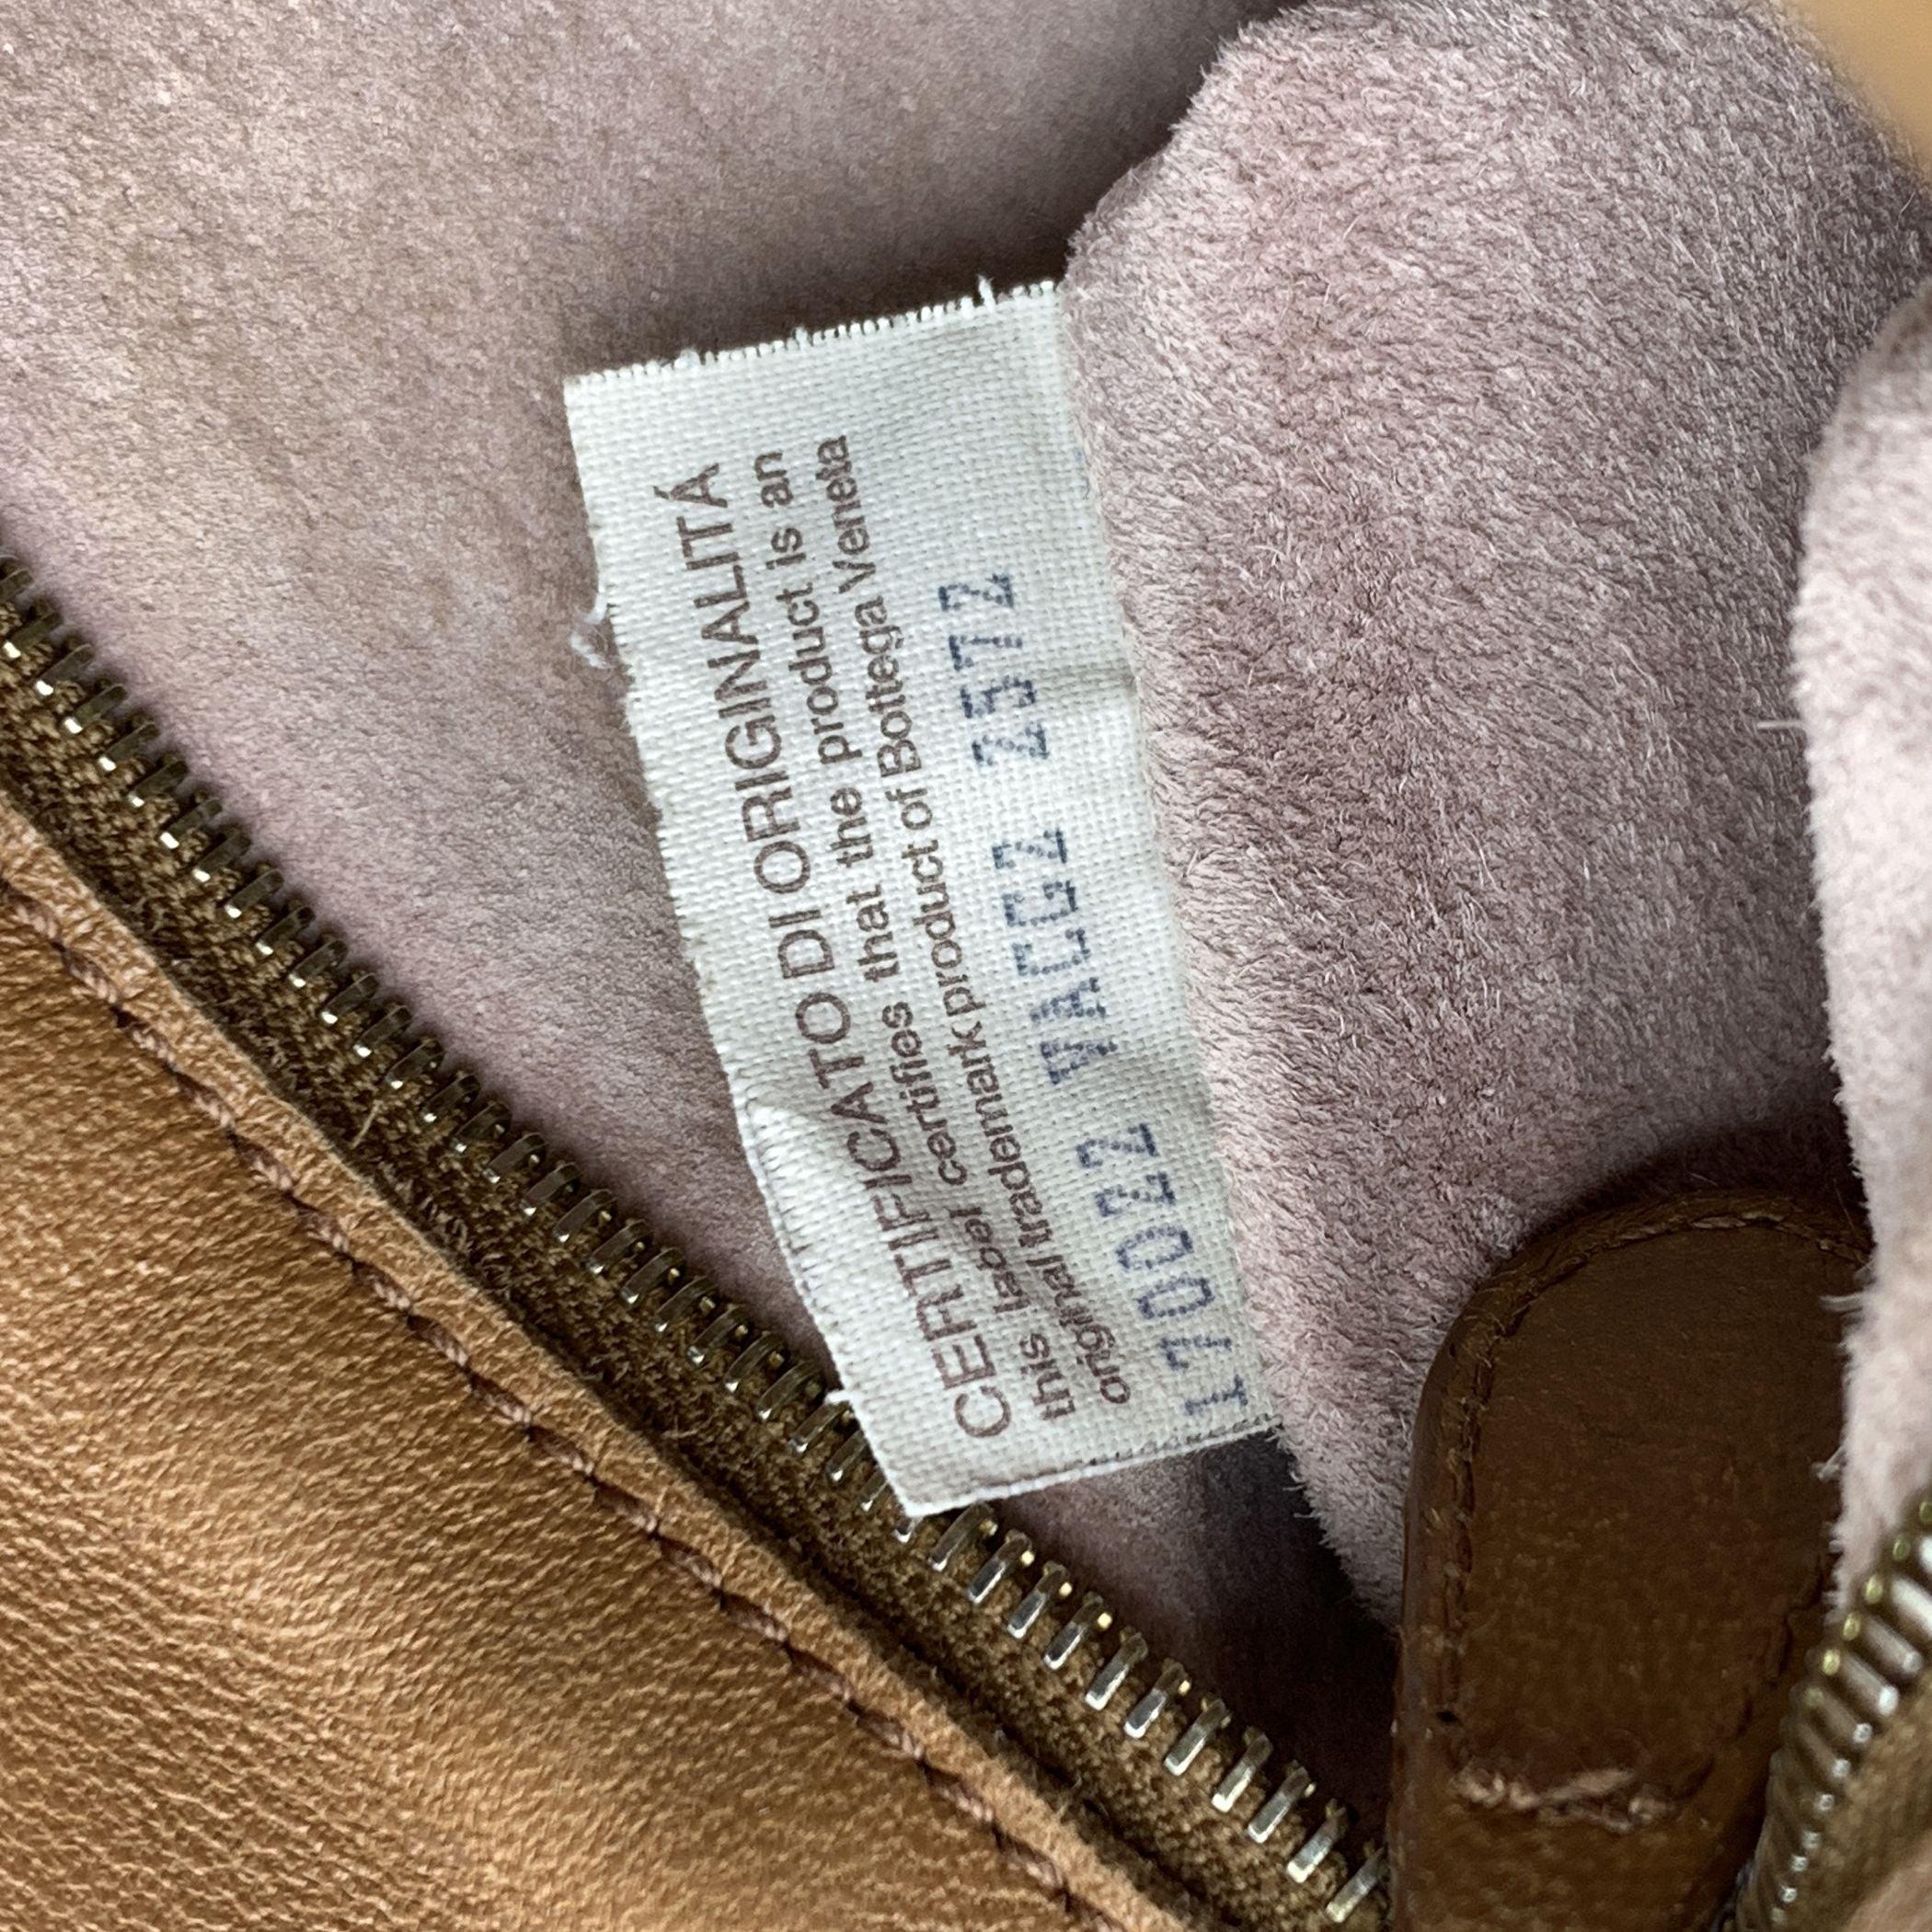 CERTIFICATO DI ORIGINALITÁ
this label certifies that the product is an
original trademark product of Bottega Veneta
170022 VACC2 2572